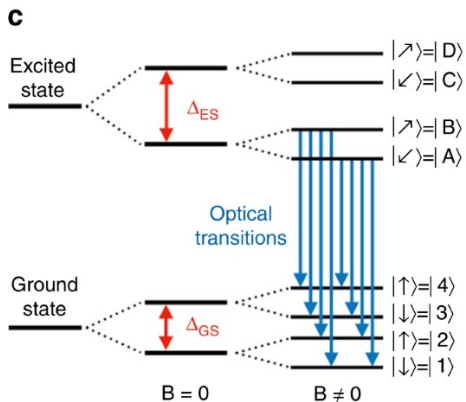 c
Excited
state
Δ_ES
|↗⟩=|D⟩
|↙⟩=|C⟩
|↗⟩=|B⟩
|↙⟩=|A⟩
Optical
transitions
Ground
state
Δ_GS
|↑⟩=|4⟩
|↓⟩=|3⟩
|↑⟩=|2⟩
|↓⟩=|1⟩
B = 0
B ≠ 0